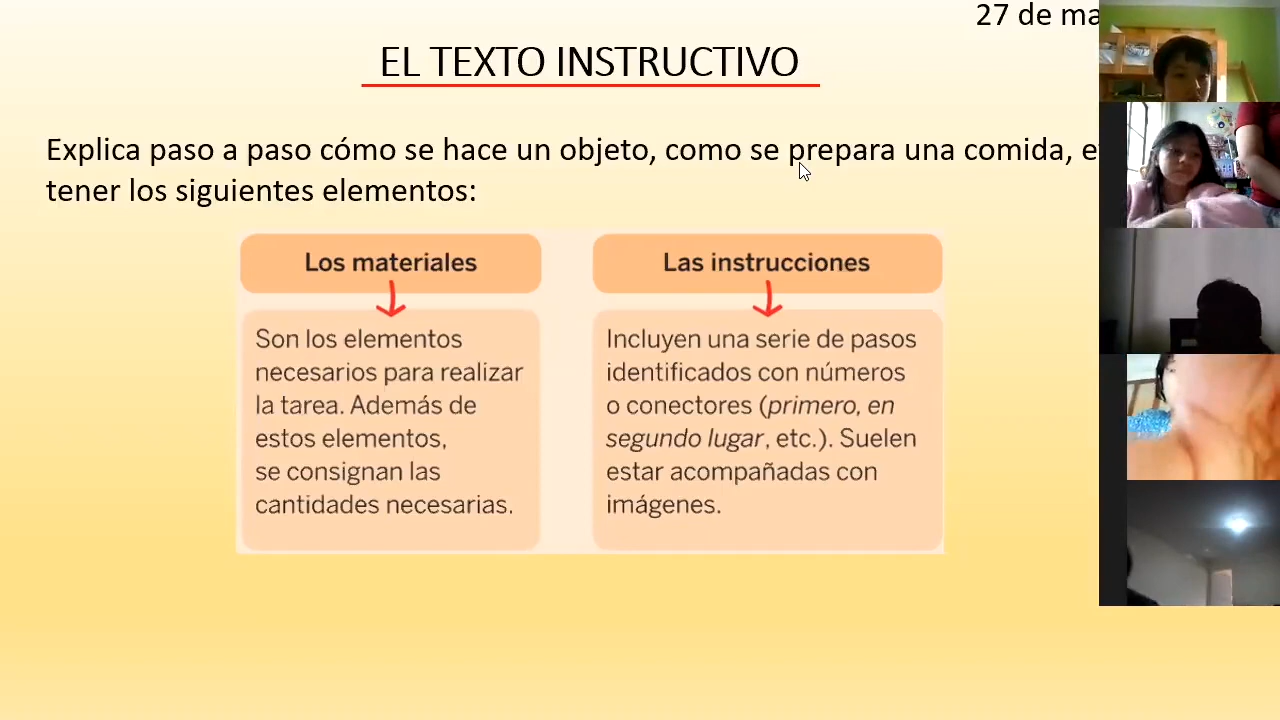 27 de
EL TEXTO INSTRUCTIVO
Explica paso a paso cómo se hace un objeto, como se prepara una comida,
tener los siguientes elementos:
Los materiales
Son los elementos
necesarios para realizar
la tarea. Además de
estos elementos,
se consignan las
cantidades necesarias.
Las instrucciones
Incluyen una serie de pasos
identificados con números
o conectores (primero, en
segundo lugar, etc.). Suelen
estar acompañadas con
imágenes.